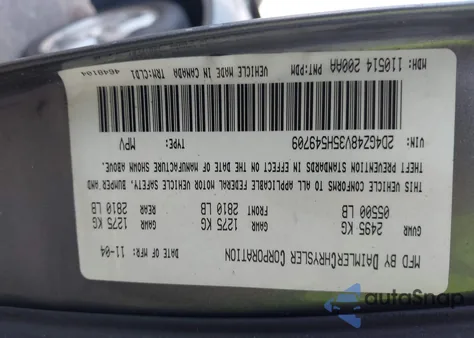 MFD BY DAIMLERCHRYSLER CORPORATION
DATE OF MFR: 11-04
GVWR GAWR FRONT GAWR REAR
2495 KG 1275 KG 1275 KG
05500 LB 2810 LB 2810 LB
THIS VEHICLE CONFORMS TO ALL APPLICABLE FEDERAL MOTOR VEHICLE SAFETY, BUMPER AND
THEFT PREVENTION STANDARDS IN EFFECT ON THE DATE OF MANUFACTURE SHOWN ABOVE.
VIN: 2D4GZ48V35H549709 TYPE: MPV
MDH: 110514 200AA PNT:PDM VEHICLE MADE IN CANADA TRM:CLD1
autoSnap